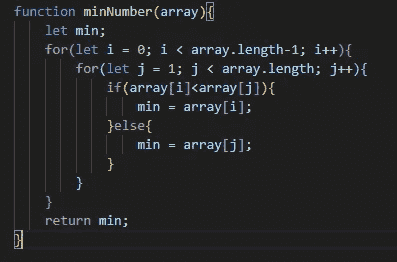 function minNumber(array){
    let min;
    for(let i = 0; i < array.length-1; i++){
        for(let j = 1; j < array.length; j++){
            if(array[i]<array[j]){
                min = array[i];
            }else{
                min = array[j];
            }
        }
    }
    return min;
}